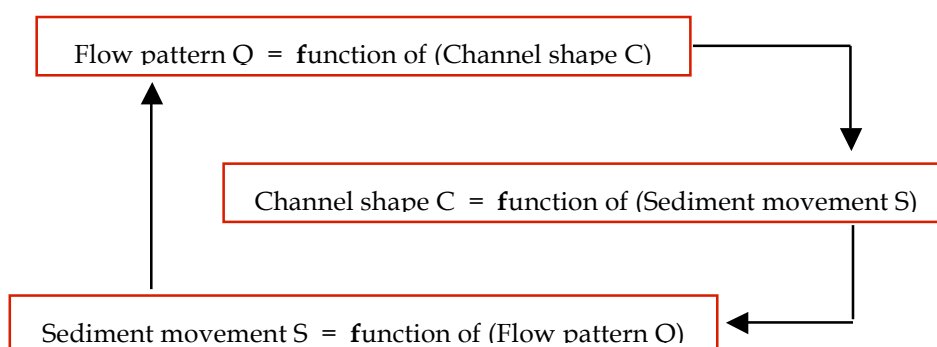 Flow pattern Q = function of (Channel shape C)
Channel shape C = function of (Sediment movement S)
Sediment movement S = function of (Flow pattern Q)